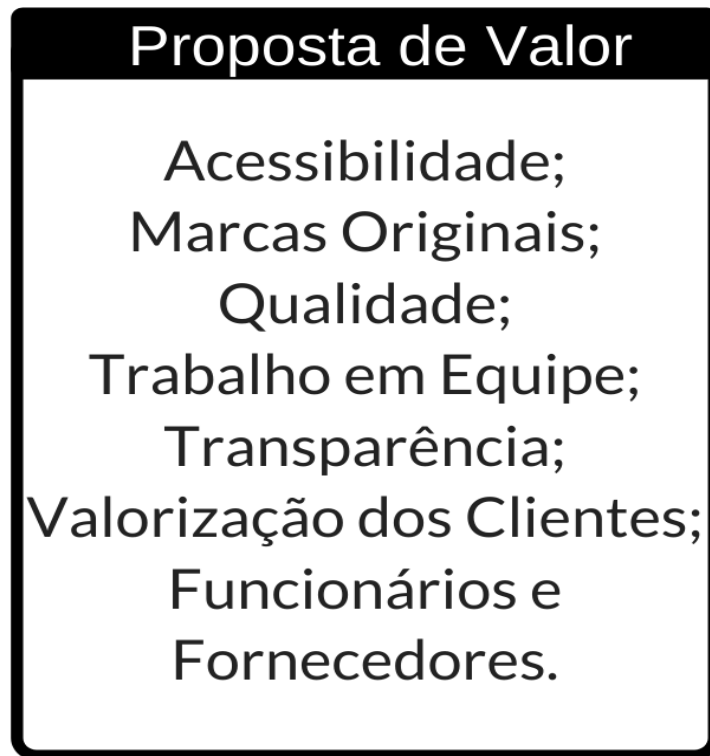 Proposta de Valor
Acessibilidade;
Marcas Originais;
Qualidade;
Trabalho em Equipe;
Transparência;
Valorização dos Clientes;
Funcionários e
Fornecedores.